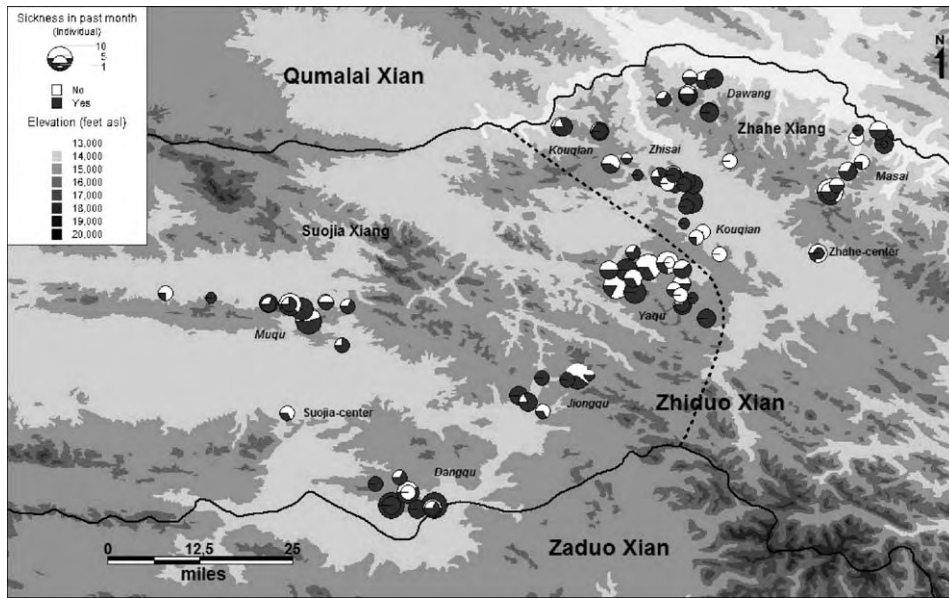 Sickness in past month
(Individual)
10
5
1
No
Yes
Elevation (feet asl)
13,000
14,000
15,000
16,000
17,000
18,000
19,000
20,000
N
1
Qumalai Xian
Dawang
Zhahe Xiang
Kouqian
Zhisai
Masai
Suojia Xiang
Kouqian
Zhahe-center
Yaqu
Muqu
Jiongqu
Zhiduo Xian
Suojia-center
Dangqu
Zaduo Xian
0 12,5 25
miles